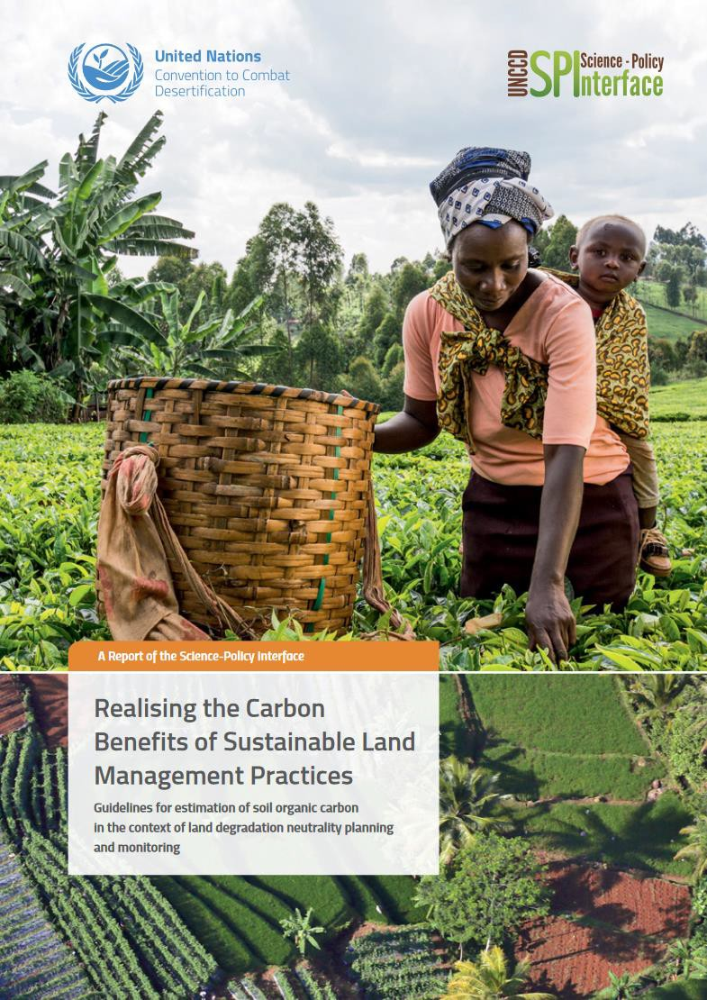 United Nations
Convention to Combat
Desertification
UNCCD
SPI
Science - Policy
Interface
A Report of the Science-Policy Interface
Realising the Carbon
Benefits of Sustainable Land
Management Practices
Guidelines for estimation of soil organic carbon
in the context of land degradation neutrality planning
and monitoring